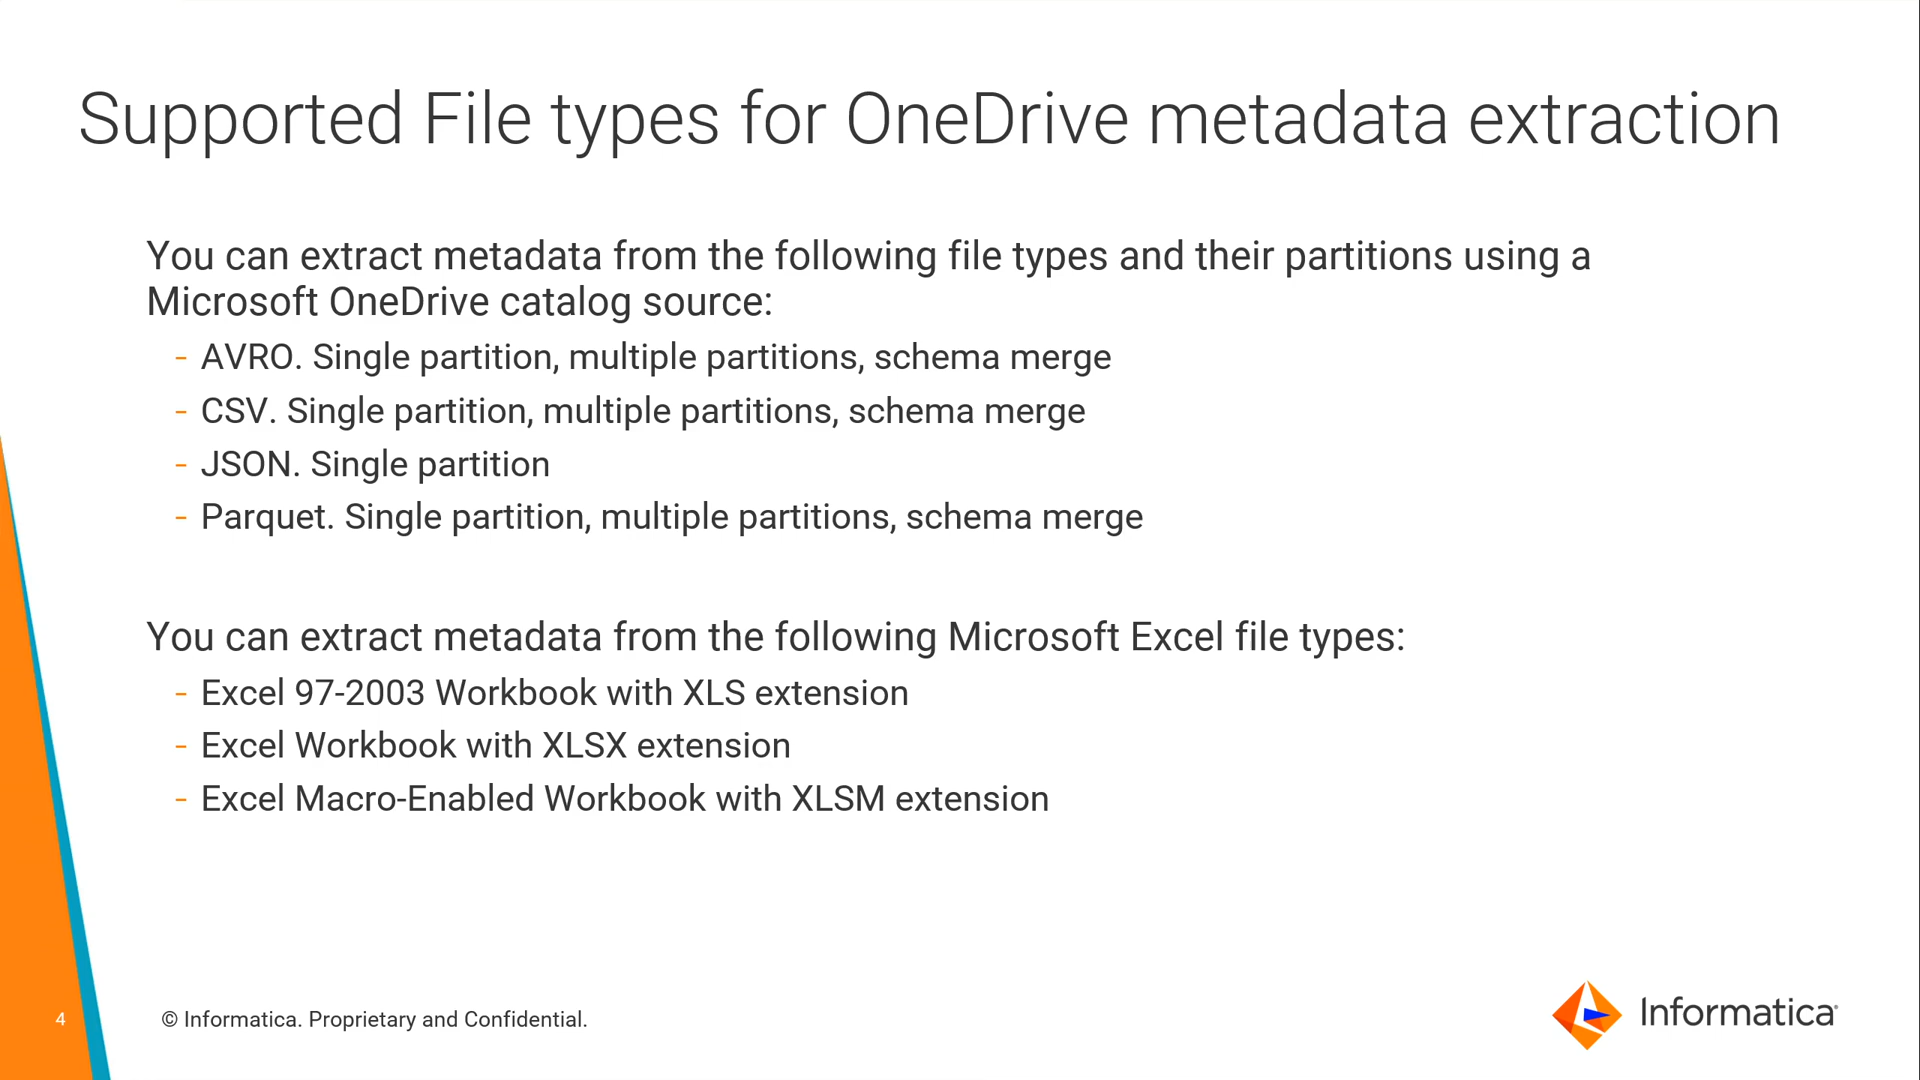 Supported File types for OneDrive metadata extraction
You can extract metadata from the following file types and their partitions using a
Microsoft OneDrive catalog source:
- AVRO. Single partition, multiple partitions, schema merge
- CSV. Single partition, multiple partitions, schema merge
- JSON. Single partition
- Parquet. Single partition, multiple partitions, schema merge
You can extract metadata from the following Microsoft Excel file types:
- Excel 97-2003 Workbook with XLS extension
- Excel Workbook with XLSX extension
- Excel Macro-Enabled Workbook with XLSM extension
4
© Informatica. Proprietary and Confidential.
Informatica